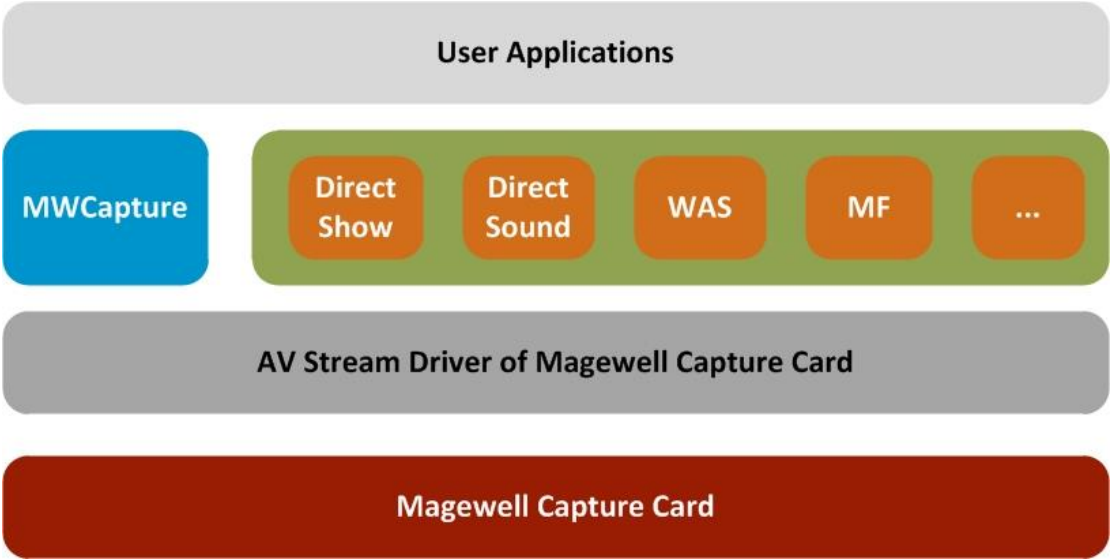 User Applications
MWCapture
Direct
Show
Direct
Sound
WAS
MF
...
AV Stream Driver of Magewell Capture Card
Magewell Capture Card